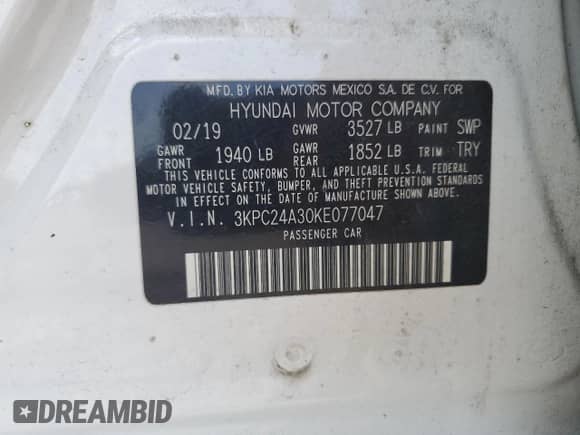 MFD. BY KIA MOTORS MEXICO S.A. DE C.V. FOR
HYUNDAI MOTOR COMPANY
02/19 GVWR 3527 LB PAINT SWP
GAWR FRONT 1940 LB GAWR REAR 1852 LB TRIM TRY
THIS VEHICLE CONFORMS TO ALL APPLICABLE U.S.A. FEDERAL
MOTOR VEHICLE SAFETY, BUMPER, AND THEFT PREVENTION STANDARDS
IN EFFECT ON THE DATE OF MANUFACTURE SHOWN ABOVE.
V.I.N. 3KPC24A30KE077047
PASSENGER CAR
DREAMBID